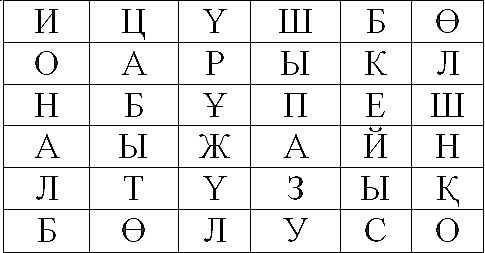 И Ц Ү Ш Б Ө
О А Р Ы К Л
Н Б Ұ П Е Ш
А Ы Ж А Й Н
Л Т Ү З Ы Қ
Б Ө Л У С О